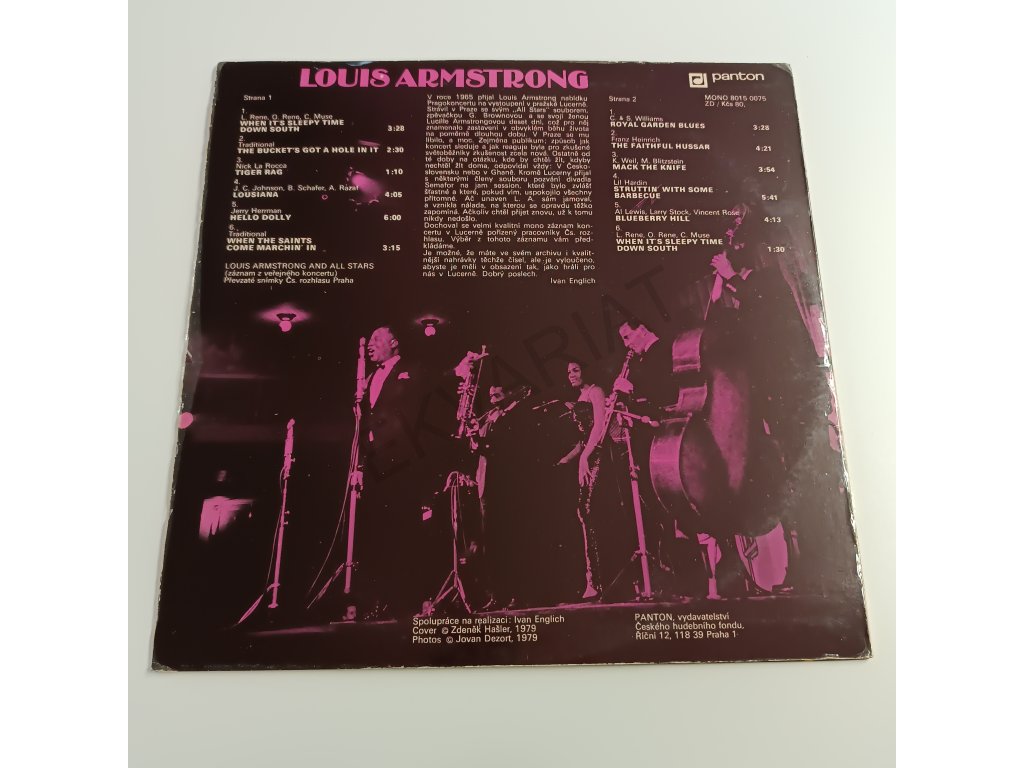 LOUIS ARMSTRONG
panton
Strana 1
1.
L. Rene, O. Rene, C. Muse
WHEN IT'S SLEEPY TIME
DOWN SOUTH 3:28
2.
Traditional
THE BUCKET'S GOT A HOLE IN IT 2:30
3.
Nick La Rocca
TIGER RAG 1:10
4.
J. C. Johnson, B. Schafer, A. Razaf
LOUSIANA 4:05
5.
Jerry Herrman
HELLO DOLLY 6:00
6.
Traditional
WHEN THE SAINTS
COME MARCHIN' IN 3:15
LOUIS ARMSTRONG AND ALL STARS
(záznam z veřejného koncertu)
Převzaté snímky Čs. rozhlasu Praha
V roce 1965 přijal Louis Armstrong nabídku
Pragokoncertu na vystoupení v pražské Lucerně.
Strávil v Praze se svým „All Stars" souborem,
zpěvačkou G. Brownovou a se svojí ženou
Lucille Armstrongovou deset dní, což pro něj
znamenalo zastavení v obvyklém běhu života
na poměrně dlouhou dobu. V Praze se mu
líbilo, a moc. Zejména publikum; způsob jak
koncert sleduje a jak reaguje byla pro zkušené
světoběžníky zkušenost zcela nová. Ostatně od
té doby na otázku, kde by chtěl žít, kdyby
nechtěl žít doma, odpovídal vždy: V Česko-
slovensku nebo v Ghaně. Kromě Lucerny přijal
s některými členy souboru pozvání divadla
Semafor na jam session, které bylo zvlášť
šťastné a které, pokud vím, uspokojilo všechny
přítomné. Ač unaven L. A. sám jamoval,
a vznikla nálada, na kterou se opravdu těžko
zapomíná. Ačkoliv chtěl přijet znovu, už k tomu
nikdy nedošlo.
Dochoval se velmi kvalitní mono záznam kon-
certu v Lucerně pořízený pracovníky Čs. roz-
hlasu. Výběr z tohoto záznamu vám před-
kládáme.
Je možné, že máte ve svém archivu i kvalit-
nější nahrávky těchže čísel, ale je vyloučeno,
abyste je měli v obsazení tak, jako hráli pro
nás v Lucerně. Dobrý poslech.
Ivan Englich
Strana 2
MONO 8015 0075
ZD / Kčs 80,
1.
C. & S. Williams
ROYAL GARDEN BLUES 3:28
2.
Franz Heinrich
THE FAITHFUL HUSSAR 4:21
3.
K. Weil, M. Blitzstein
MACK THE KNIFE 3:54
4.
Lil Hardin
STRUTTIN' WITH SOME
BARBECUE 5:41
5.
Al Lewis, Larry Stock, Vincent Rose
BLUEBERRY HILL 4:13
6.
L. Rene, O. Rene, C. Muse
WHEN IT'S SLEEPY TIME
DOWN SOUTH 1:30
Spolupráce na realizaci: Ivan Englich
Cover © Zdeněk Hašler, 1979
Photos © Jovan Dezort, 1979
PANTON, vydavatelství
Českého hudebního fondu,
Říční 12, 118 39 Praha 1